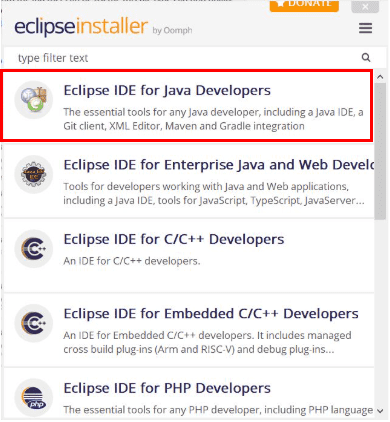 DONATE
eclipseinstaller by Oomph
type filter text
Eclipse IDE for Java Developers
The essential tools for any Java developer, including a Java IDE, a
Git client, XML Editor, Maven and Gradle integration
Eclipse IDE for Enterprise Java and Web Develo
Tools for developers working with Java and Web applications,
including a Java IDE, tools for JavaScript, TypeScript, JavaServer...
Eclipse IDE for C/C++ Developers
An IDE for C/C++ developers.
Eclipse IDE for Embedded C/C++ Developers
An IDE for Embedded C/C++ developers. It includes managed
cross build plug-ins (Arm and RISC-V) and debug plug-ins...
Eclipse IDE for PHP Developers
php
The essential tools for any PHP developer, including PHP language